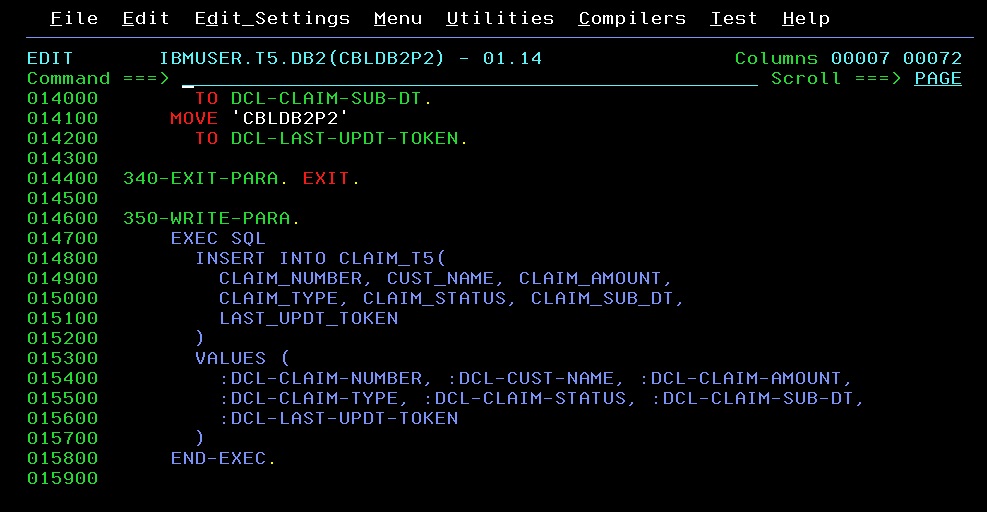 File Edit Edit_Settings Menu Utilities Compilers Test Help
EDIT IBMUSER.T5.DB2(CBLDB2P2) - 01.14 Columns 00007 00072
Command ===> Scroll ===> PAGE
014000 TO DCL-CLAIM-SUB-DT.
014100 MOVE 'CBLDB2P2'
014200 TO DCL-LAST-UPDT-TOKEN.
014300
014400 340-EXIT-PARA. EXIT.
014500
014600 350-WRITE-PARA.
014700 EXEC SQL
014800 INSERT INTO CLAIM_T5(
014900 CLAIM_NUMBER, CUST_NAME, CLAIM_AMOUNT,
015000 CLAIM_TYPE, CLAIM_STATUS, CLAIM_SUB_DT,
015100 LAST_UPDT_TOKEN
015200 )
015300 VALUES (
015400 :DCL-CLAIM-NUMBER, :DCL-CUST-NAME, :DCL-CLAIM-AMOUNT,
015500 :DCL-CLAIM-TYPE, :DCL-CLAIM-STATUS, :DCL-CLAIM-SUB-DT,
015600 :DCL-LAST-UPDT-TOKEN
015700 )
015800 END-EXEC.
015900